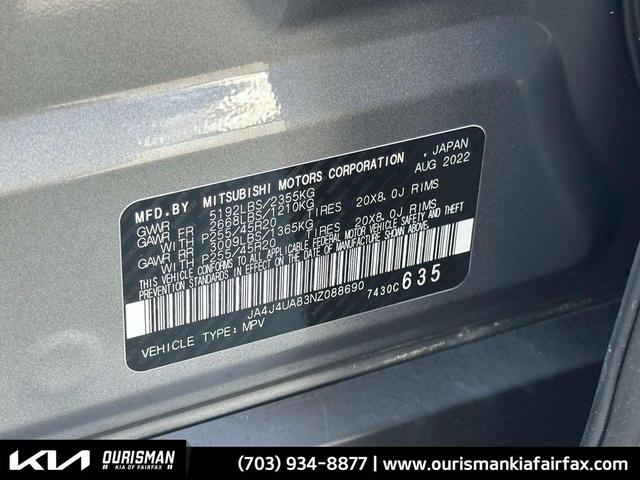 MFD.BY MITSUBISHI MOTORS CORPORATION , JAPAN
AUG 2022
GVWR 5192LBS/2355KG
GAWR FR 2668LBS/1210KG
WITH P255/45R20 TIRES 20X8.0J RIMS
GAWR RR 3009LBS/1365KG
WITH P255/45R20 TIRES 20X8.0J RIMS
THIS VEHICLE CONFORMS TO ALL APPLICABLE FEDERAL MOTOR VEHICLE SAFETY AND THEFT
PREVENTION STANDARDS IN EFFECT ON THE DATE OF MANUFACTURE SHOWN ABOVE.
JA4J4UA83NZ088690
7430C 635
VEHICLE TYPE: MPV
KIA OURISMAN
KIA OF FAIRFAX
(703) 934-8877 | www.ourismankiafairfax.com